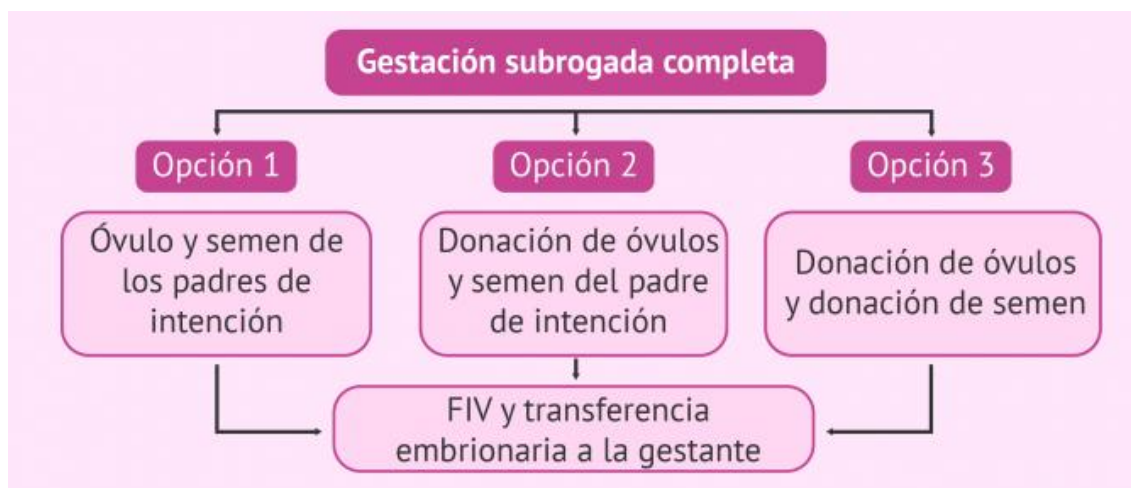 Gestación subrogada completa
Opción 1
Opción 2
Opción 3
Óvulo y semen de
los padres de
intención
Donación de óvulos
y semen del padre
de intención
Donación de óvulos
y donación de semen
FIV y transferencia
embrionaria a la gestante